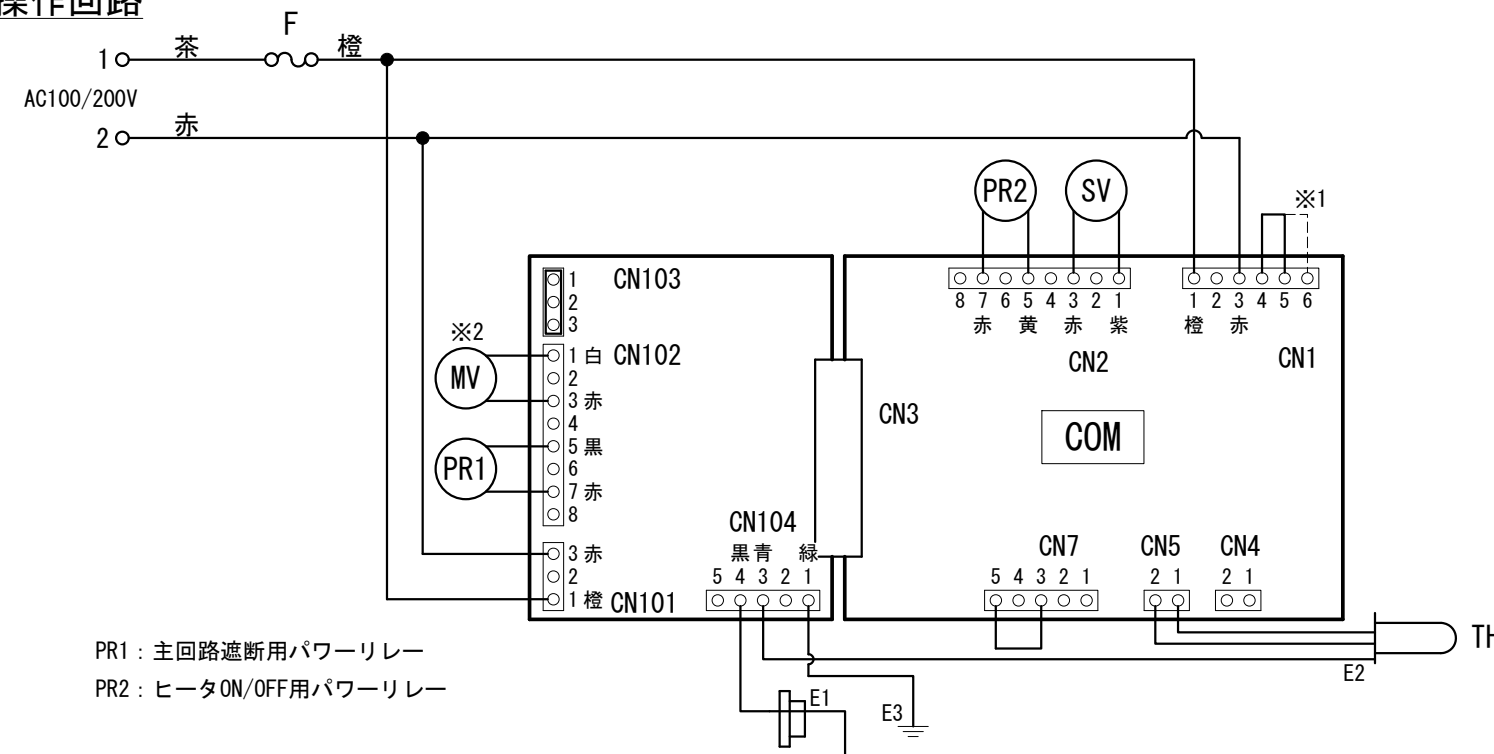 操作回路
F
1 茶 橙
AC100/200V
2 赤
PR2 SV
※1
CN103
1
2
3
8 7 6 5 4 3 2 1
赤 黄 赤 紫
1 2 3 4 5 6
橙 赤
※2
MV
CN102
1 白
2
3 赤
4
5 黒
6
7 赤
8
PR1
CN2
CN1
CN3
COM
CN104
黒 青 緑
5 4 3 2 1
3 赤
2
1 橙 CN101
CN7
5 4 3 2 1
CN5
2 1
CN4
2 1
TH
PR1：主回路遮断用パワーリレー
PR2：ヒータON/OFF用パワーリレー
E1
E3
E2